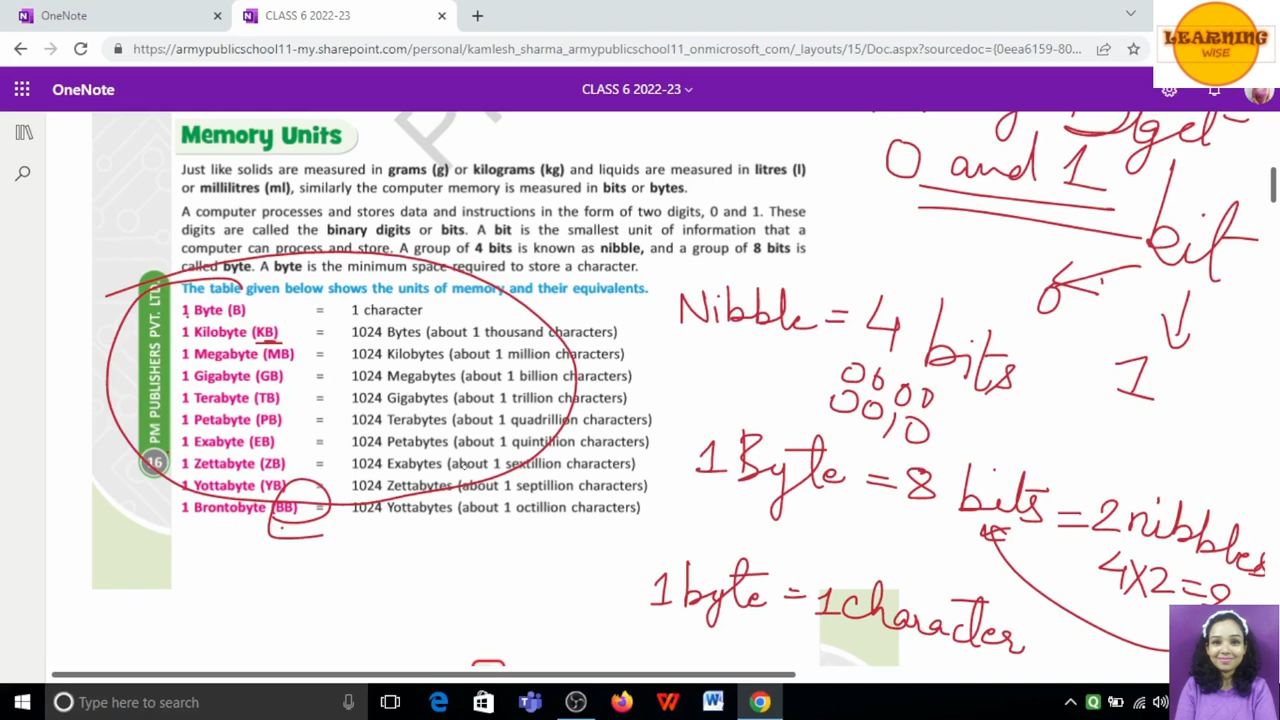 OneNote
CLASS 6 2022-23
LEARNING
WISE
https://armypublicschool11-my.sharepoint.com/personal/kamlesh_sharma_armypublicschool11_onmicrosoft_com/_layouts/15/Doc.aspx?sourcedoc={0eea6159-80...
OneNote
CLASS 6 2022-23
Memory Units
Just like solids are measured in grams (g) or kilograms (kg) and liquids are measured in litres (l)
or millilitres (ml), similarly the computer memory is measured in bits or bytes.
A computer processes and stores data and instructions in the form of two digits, 0 and 1. These
digits are called the binary digits or bits. A bit is the smallest unit of information that a
computer can process and store. A group of 4 bits is known as nibble, and a group of 8 bits is
called byte. A byte is the minimum space required to store a character.
The table given below shows the units of memory and their equivalents.
1 Byte (B) = 1 character
1 Kilobyte (KB) = 1024 Bytes (about 1 thousand characters)
1 Megabyte (MB) = 1024 Kilobytes (about 1 million characters)
1 Gigabyte (GB) = 1024 Megabytes (about 1 billion characters)
1 Terabyte (TB) = 1024 Gigabytes (about 1 trillion characters)
1 Petabyte (PB) = 1024 Terabytes (about 1 quadrillion characters)
1 Exabyte (EB) = 1024 Petabytes (about 1 quintillion characters)
1 Zettabyte (ZB) = 1024 Exabytes (about 1 sextillion characters)
1 Yottabyte (YB) = 1024 Zettabytes (about 1 septillion characters)
1 Brontobyte (BB) = 1024 Yottabytes (about 1 octillion characters)
PM PUBLISHERS PVT. LTD.
16
0 and 1
bit
0
1
Nibble = 4 bits
0000
0010
1 Byte = 8 bits = 2 nibbles
4X2=8
1 byte = 1 character
Type here to search